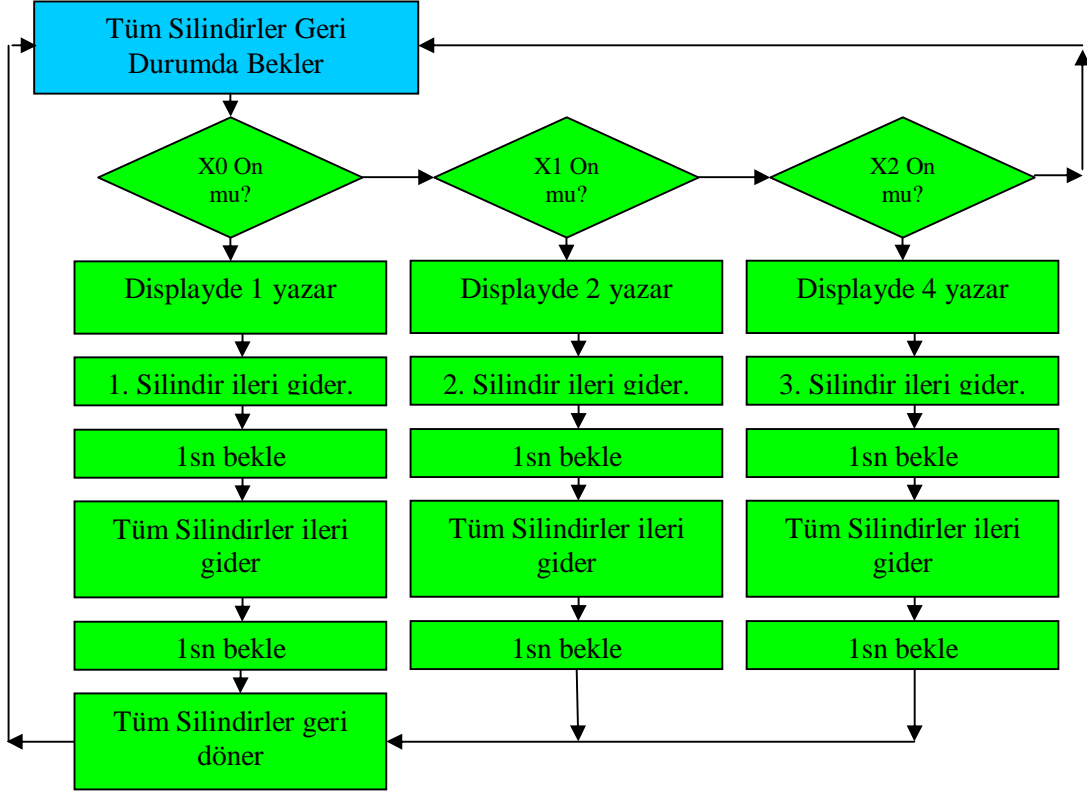 Tüm Silindirler Geri
Durumda Bekler
X0 On
mu?
X1 On
mu?
X2 On
mu?
Displayde 1 yazar
Displayde 2 yazar
Displayde 4 yazar
1. Silindir ileri gider.
2. Silindir ileri gider.
3. Silindir ileri gider.
1sn bekle
1sn bekle
1sn bekle
Tüm Silindirler ileri
gider
Tüm Silindirler ileri
gider
Tüm Silindirler ileri
gider
1sn bekle
1sn bekle
1sn bekle
Tüm Silindirler geri
döner